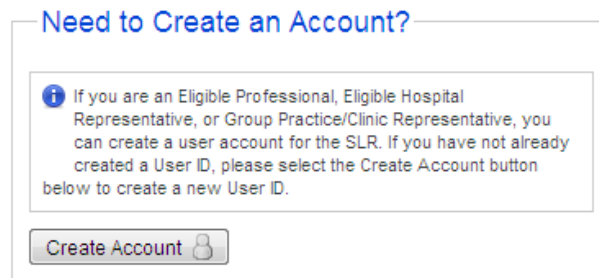 Need to Create an Account?
If you are an Eligible Professional, Eligible Hospital
Representative, or Group Practice/Clinic Representative, you
can create a user account for the SLR. If you have not already
created a User ID, please select the Create Account button
below to create a new User ID.
Create Account